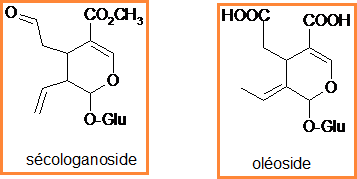 CO₂CH₃
O
O
O-Glu
sécologanoside
HOOC COOH
O
O-Glu
oléoside